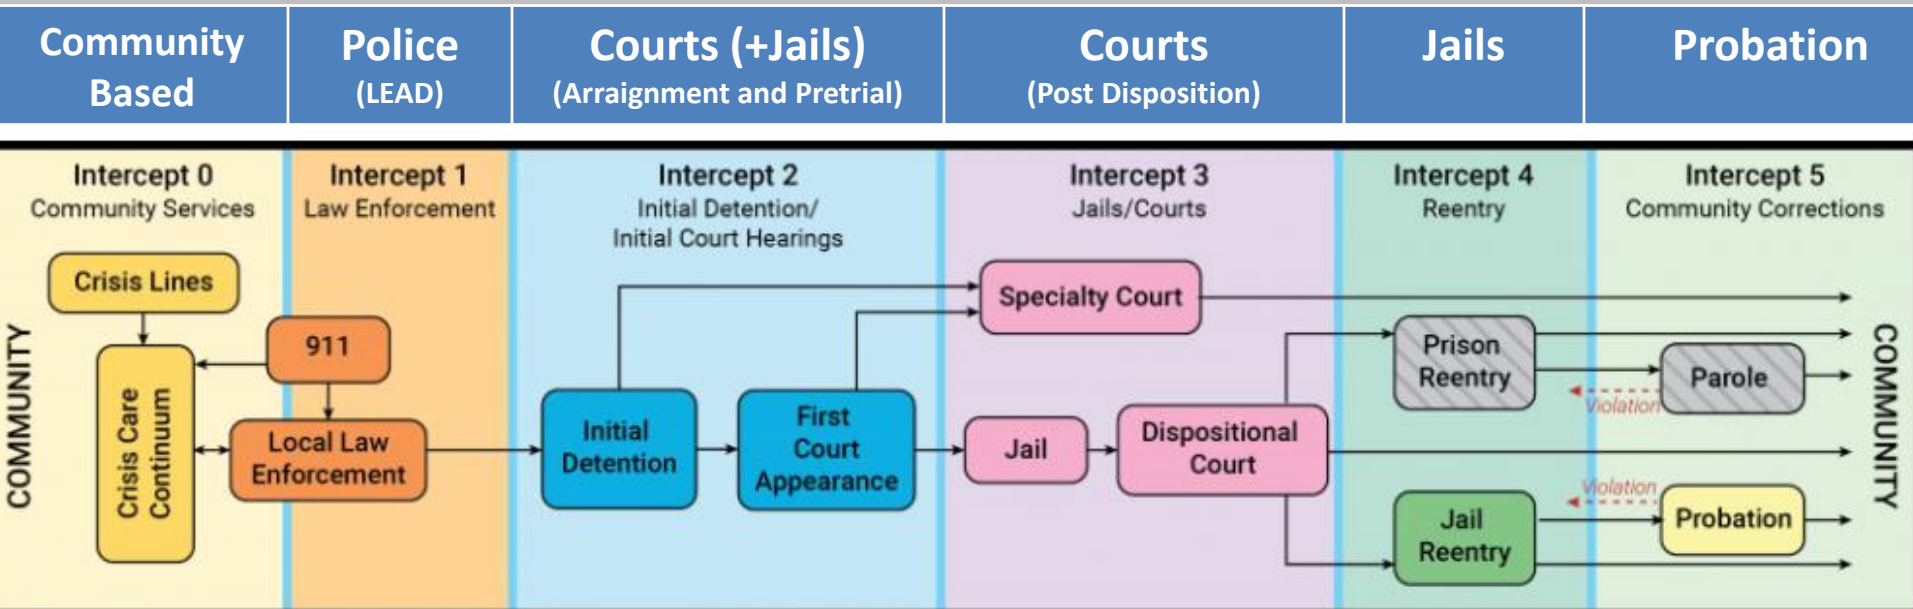 Community
Based
Police
(LEAD)
Courts (+Jails)
(Arraignment and Pretrial)
Courts
(Post Disposition)
Jails
Probation
Intercept 0
Community Services
Intercept 1
Law Enforcement
Intercept 2
Initial Detention/
Initial Court Hearings
Intercept 3
Jails/Courts
Intercept 4
Reentry
Intercept 5
Community Corrections
COMMUNITY
Crisis Lines
Crisis Care
Continuum
911
Local Law
Enforcement
Initial
Detention
First
Court
Appearance
Specialty Court
Jail
Dispositional
Court
Prison
Reentry
Violation
Parole
Jail
Reentry
Violation
Probation
COMMUNITY